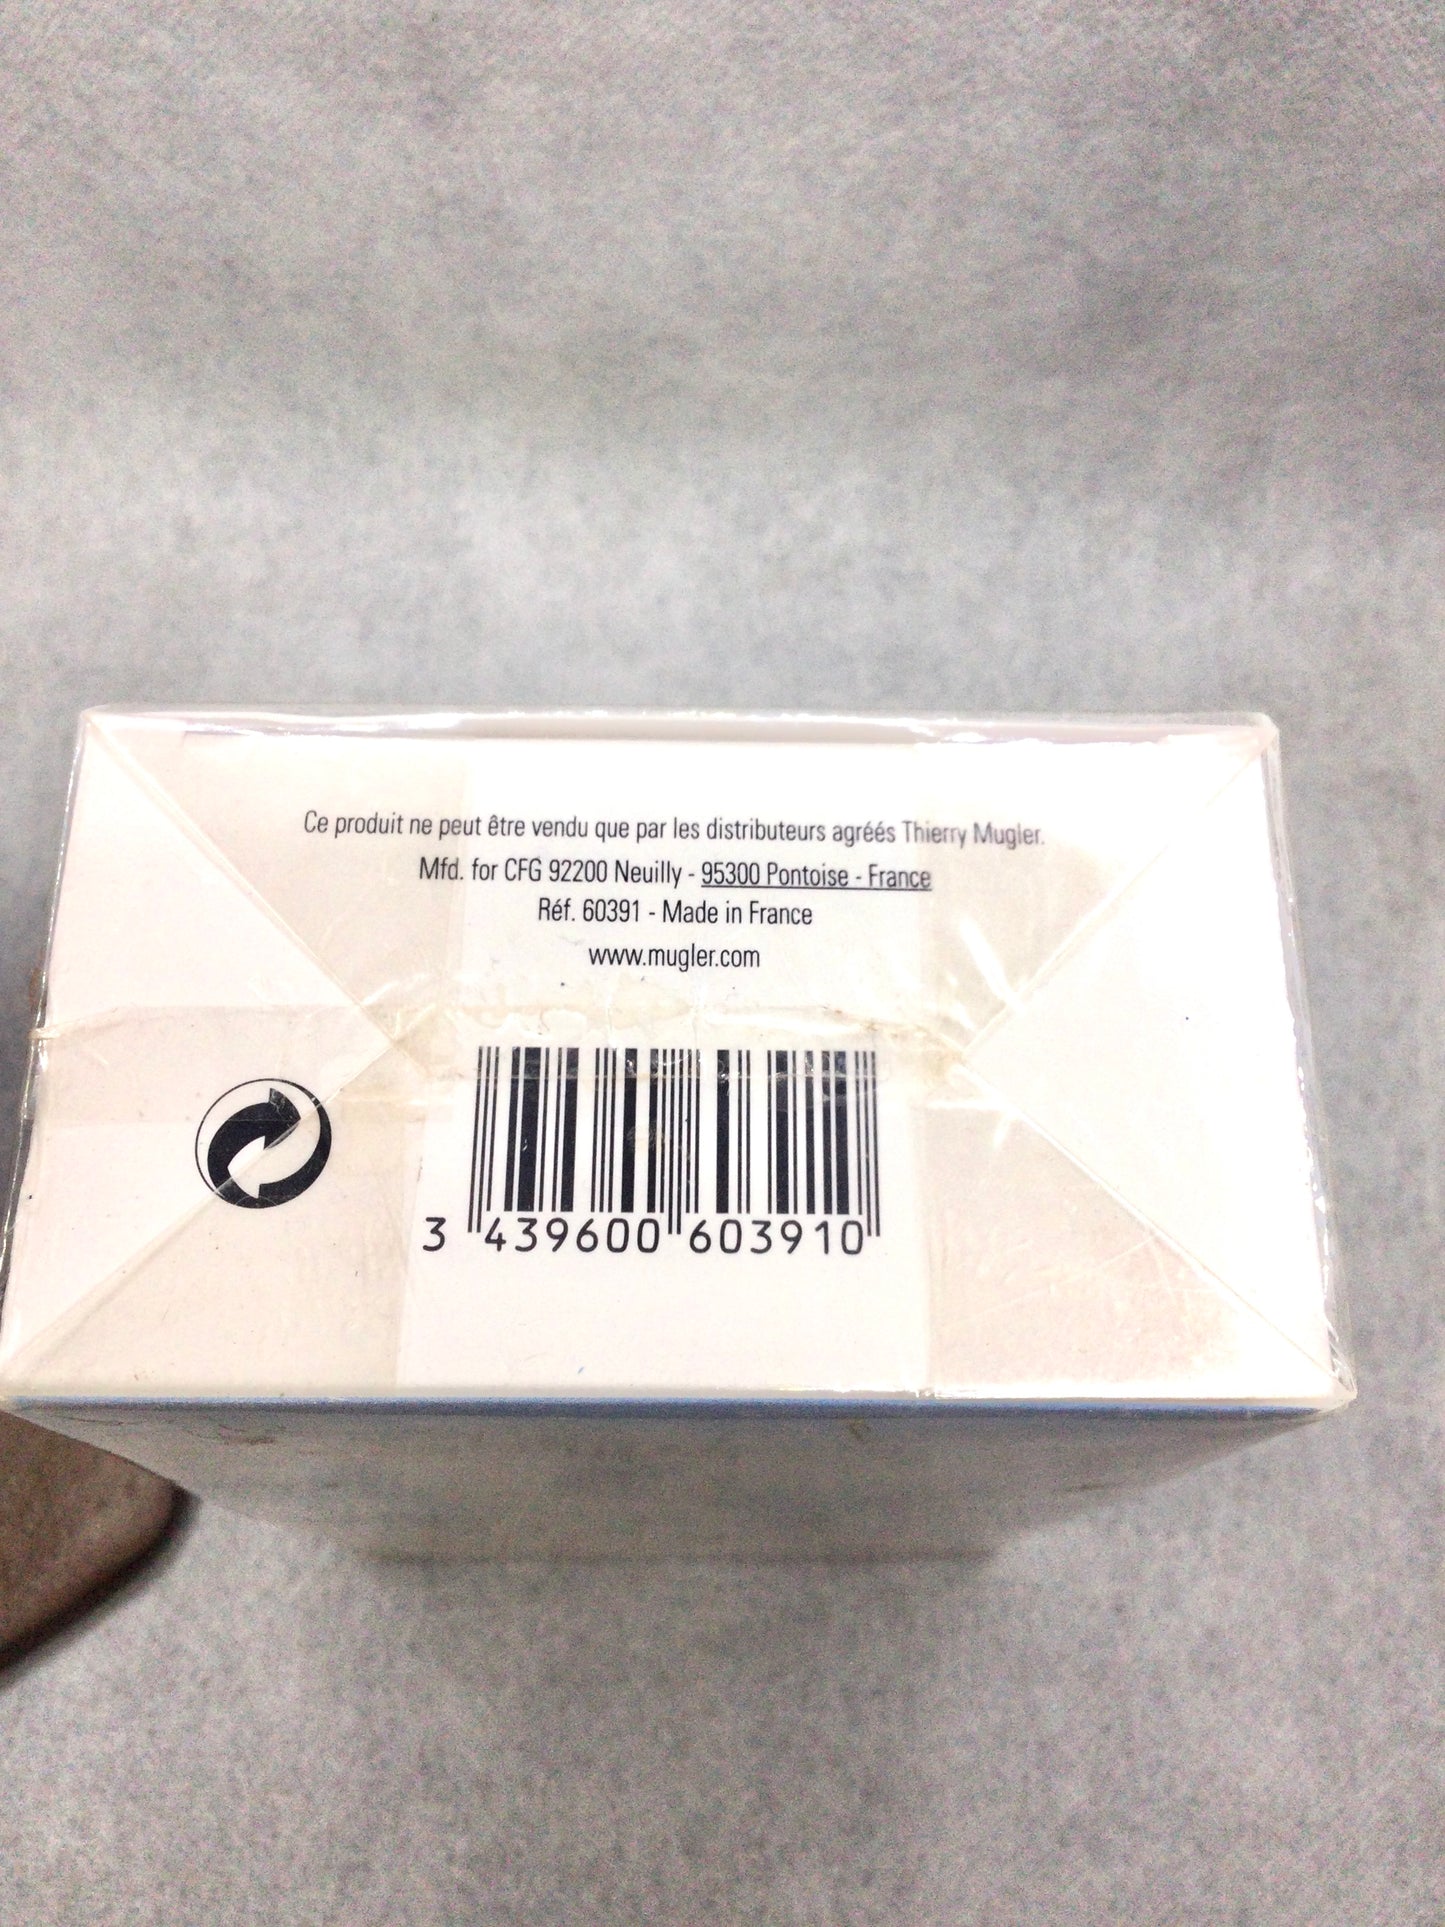 Ce produit ne peut être vendu que par les distributeurs agréés Thierry Mugler.
Mfd. for CFG 92200 Neuilly - 95300 Pontoise - France
Réf. 60391 - Made in France
www.mugler.com
3 439600 603910